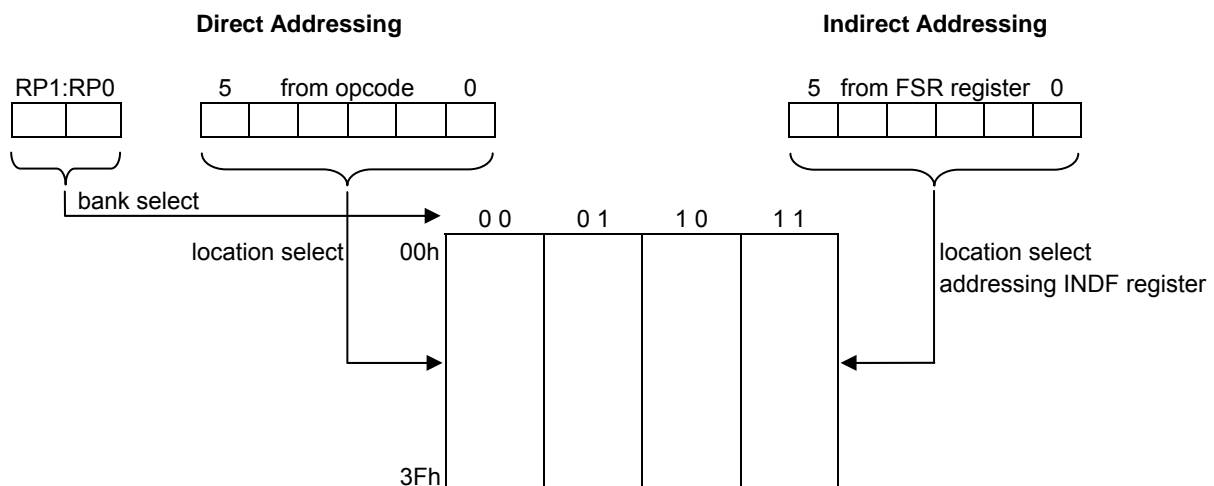 Direct Addressing
Indirect Addressing
RP1:RP0
5 from opcode 0
5 from FSR register 0
bank select
0 0 0 1 1 0 1 1
location select
00h
location select
addressing INDF register
3Fh